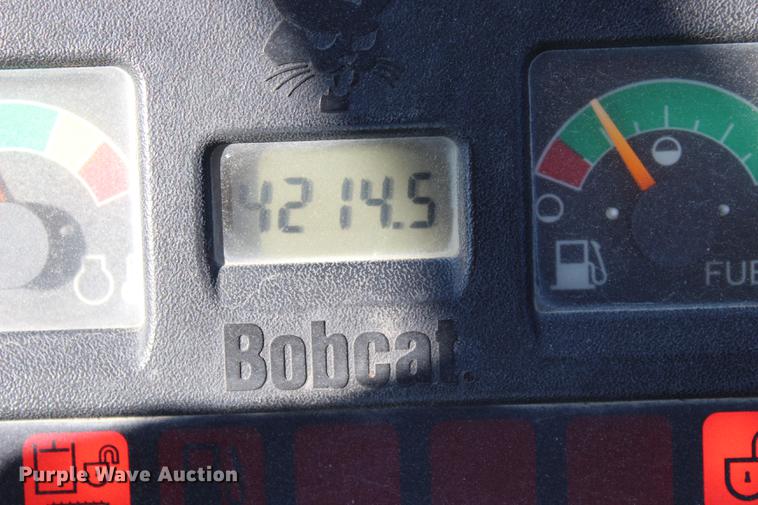 4214.5
FUE
Bobcat.
Purple Wave Auction